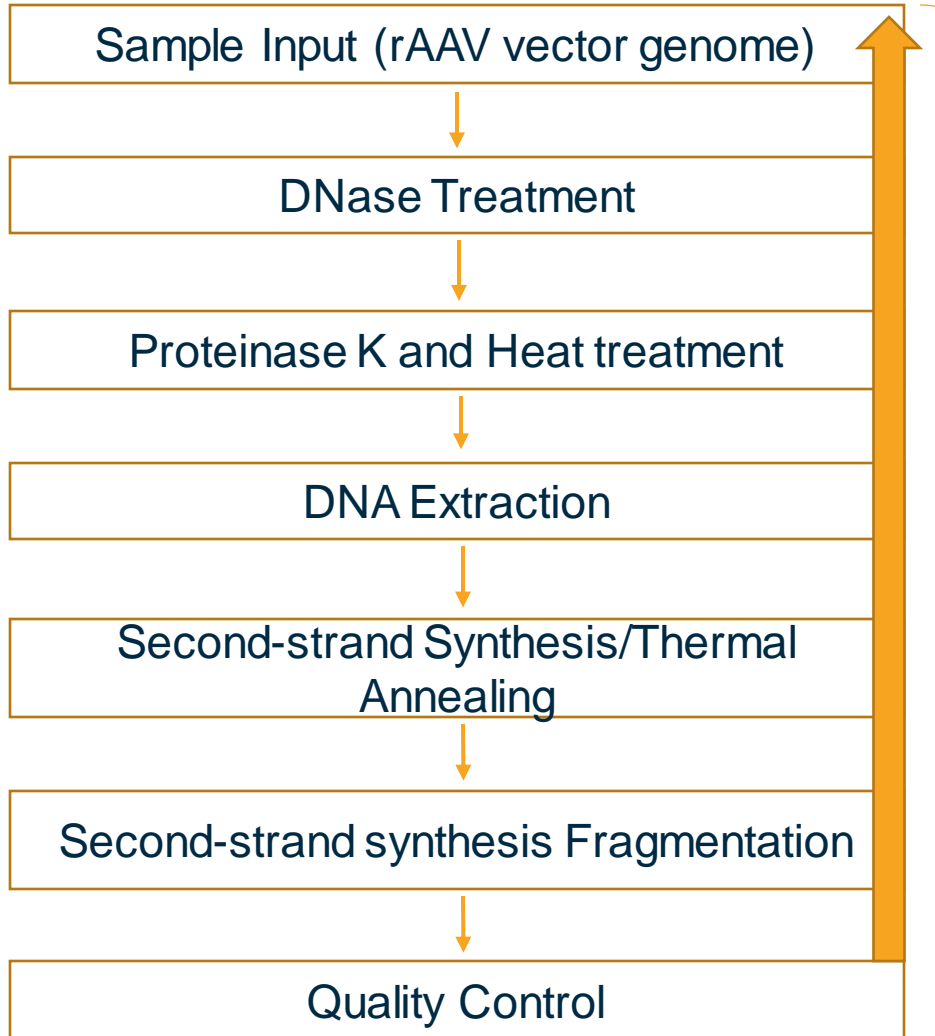 Sample Input (rAAV vector genome)
DNase Treatment
Proteinase K and Heat treatment
DNA Extraction
Second-strand Synthesis/Thermal
Annealing
Second-strand synthesis Fragmentation
Quality Control